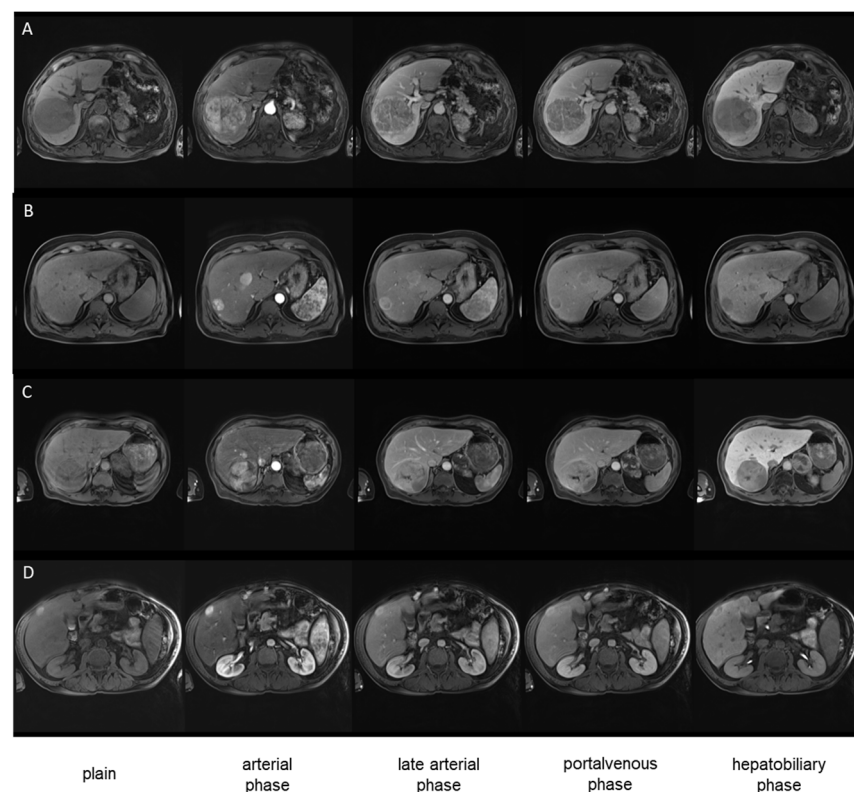 A
B
C
D
plain
arterial
phase
late arterial
phase
portalvenous
phase
hepatobiliary
phase